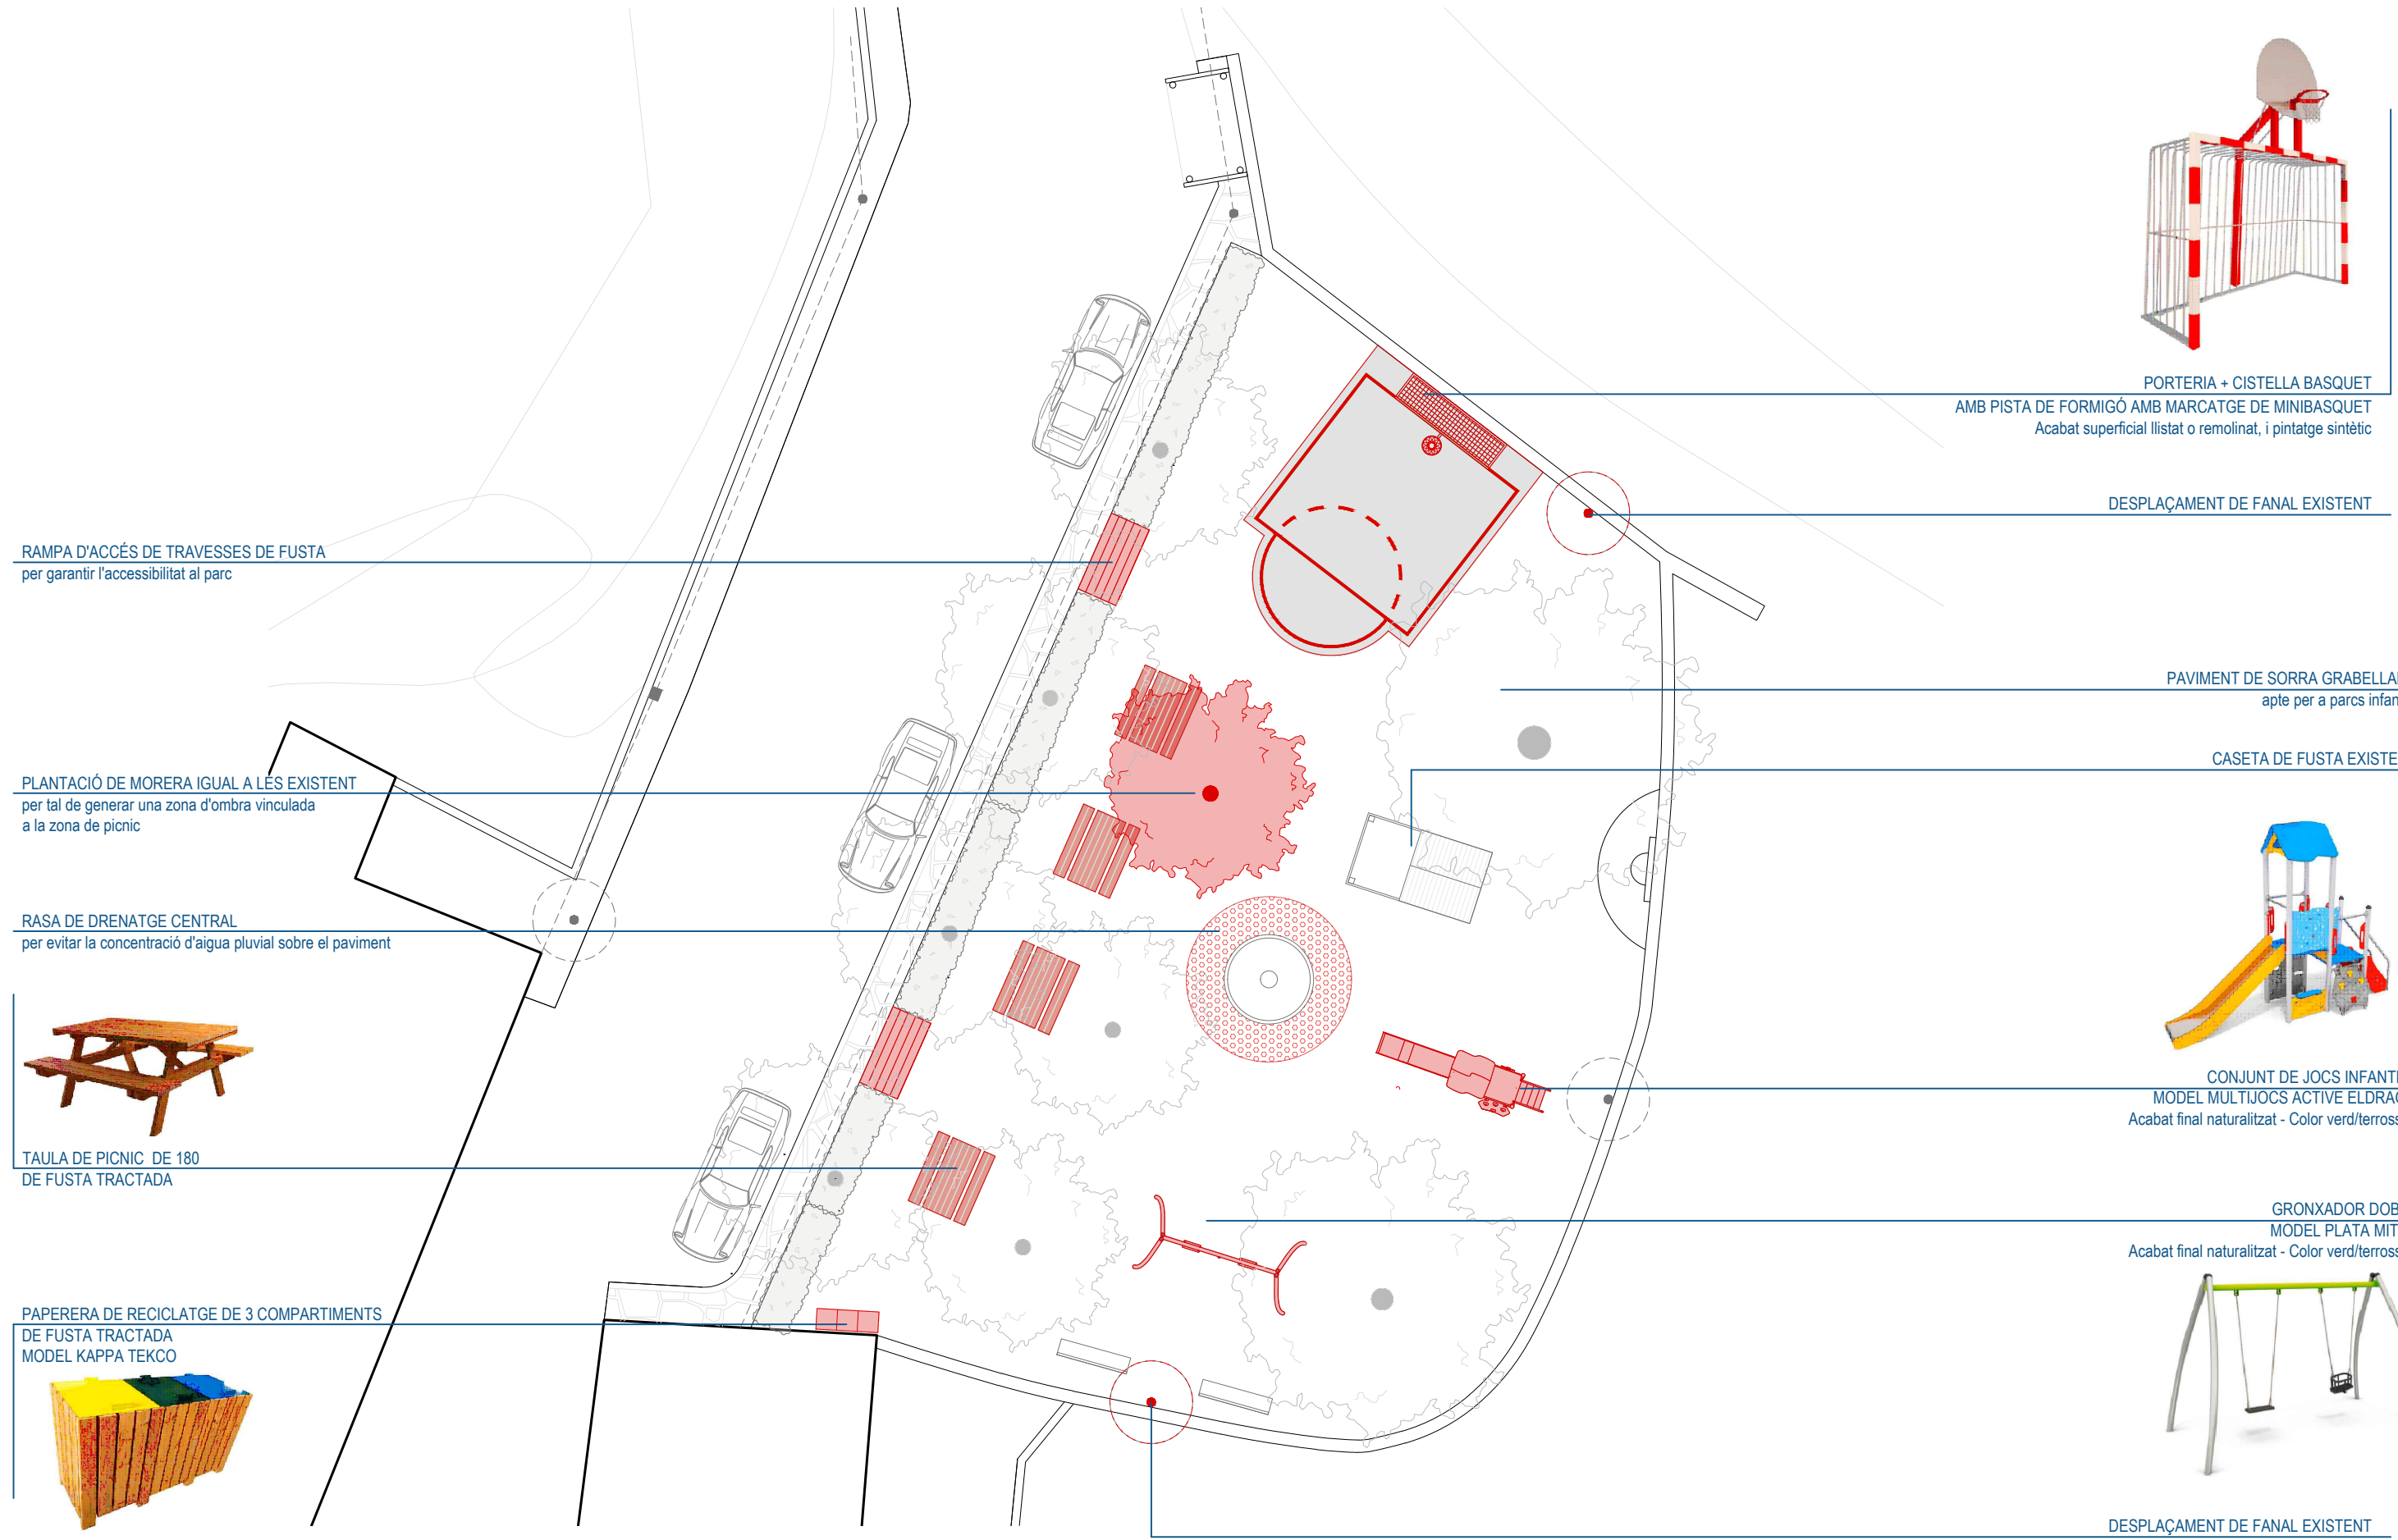 RAMPA D'ACCÉS DE TRAVESSES DE FUSTA
per garantir l'accessibilitat al parc
PLANTACIÓ DE MORERA IGUAL A LES EXISTENT
per tal de generar una zona d'ombra vinculada
a la zona de picnic
RASA DE DRENATGE CENTRAL
per evitar la concentració d'aigua pluvial sobre el paviment
TAULA DE PICNIC DE 180
DE FUSTA TRACTADA
PAPERERA DE RECICLATGE DE 3 COMPARTIMENTS
DE FUSTA TRACTADA
MODEL KAPPA TEKCO
PORTERIA + CISTELLA BASQUET
AMB PISTA DE FORMIGÓ AMB MARCATGE DE MINIBASQUET
Acabat superficial llistat o remolinat, i pintatge sintètic
DESPLAÇAMENT DE FANAL EXISTENT
PAVIMENT DE SORRA
apte per a parcs
CASETA DE FUSTA
CONJUNT DE JOCS
MODEL MULTIJOCS ACTIVE
Acabat final naturalitzat - Color
GRONXADOR
MODEL PLATA
Acabat final naturalitzat - Color
DESPLAÇAMENT DE FANAL EXISTENT